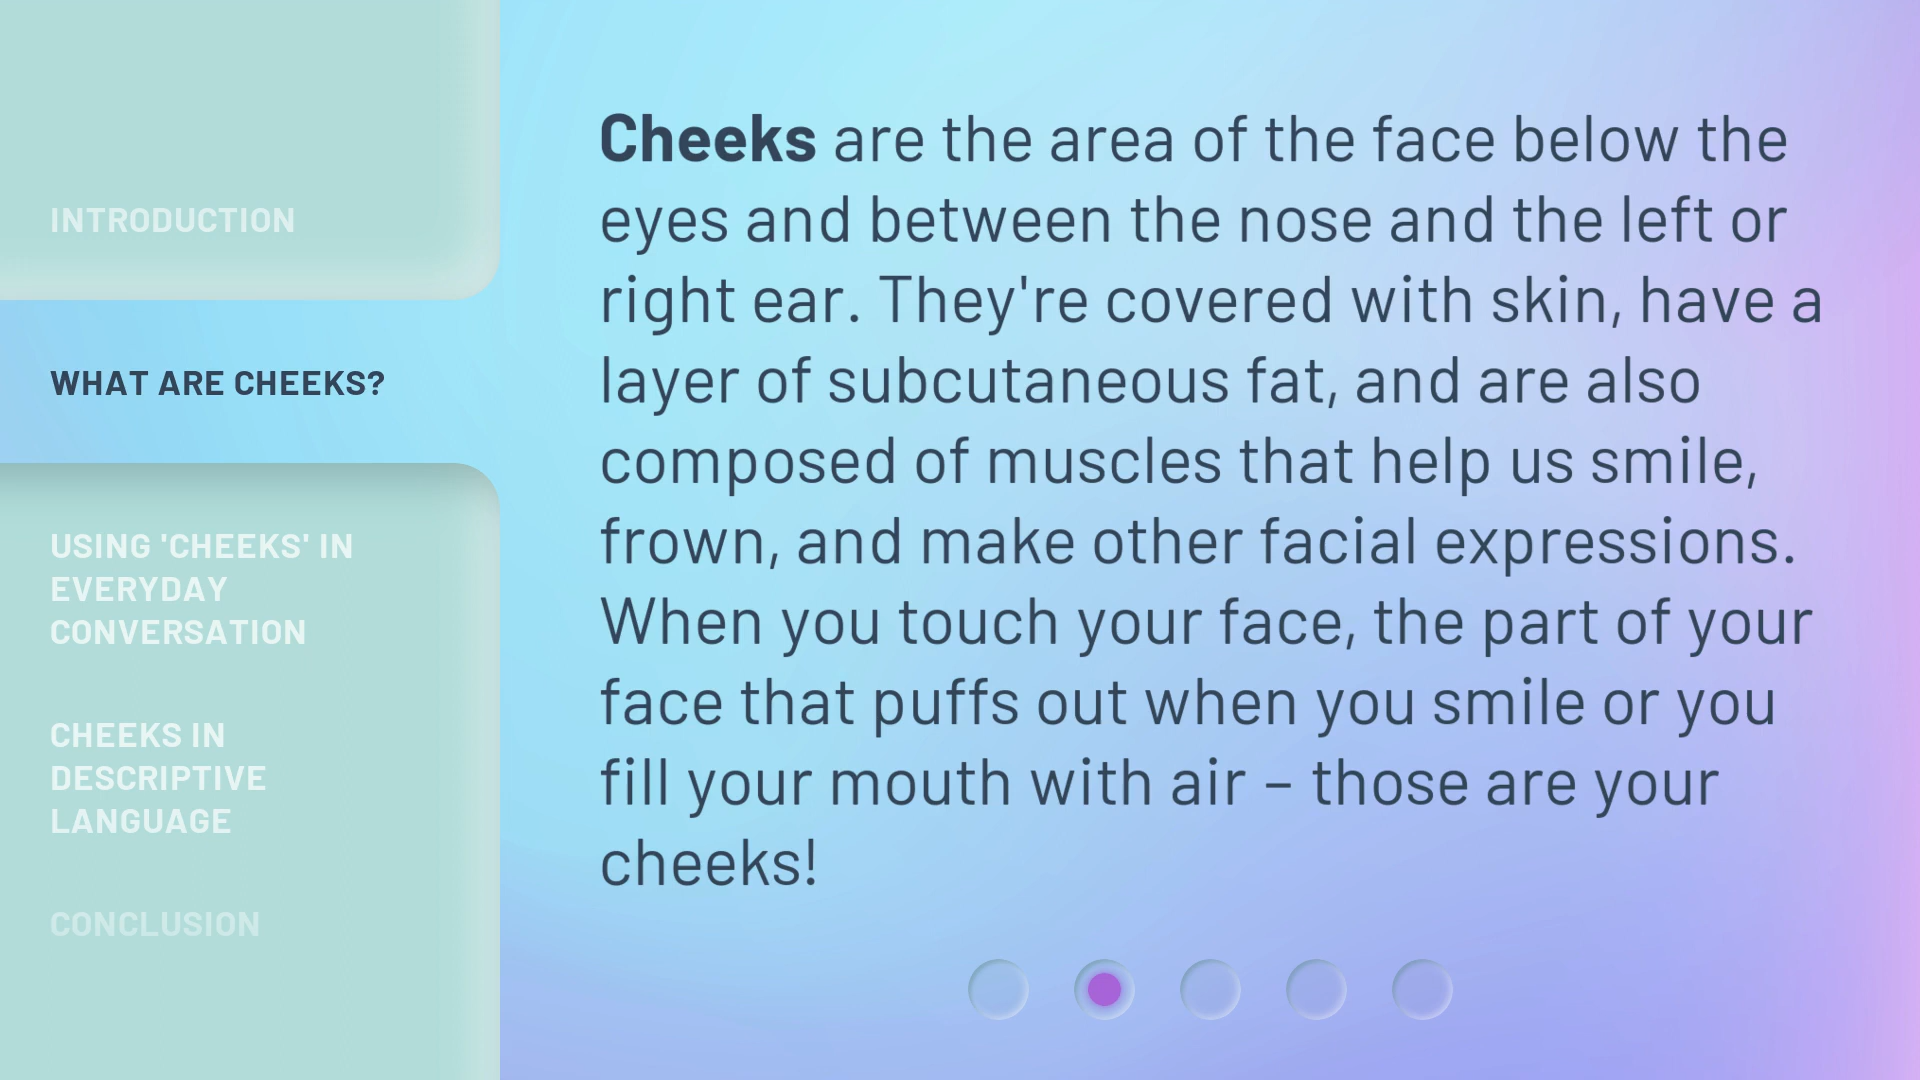 INTRODUCTION
WHAT ARE CHEEKS?
USING 'CHEEKS' IN
EVERYDAY
CONVERSATION
CHEEKS IN
DESCRIPTIVE
LANGUAGE
CONCLUSION
Cheeks are the area of the face below the
eyes and between the nose and the left or
right ear. They're covered with skin, have a
layer of subcutaneous fat, and are also
composed of muscles that help us smile,
frown, and make other facial expressions.
When you touch your face, the part of your
face that puffs out when you smile or you
fill your mouth with air – those are your
cheeks!